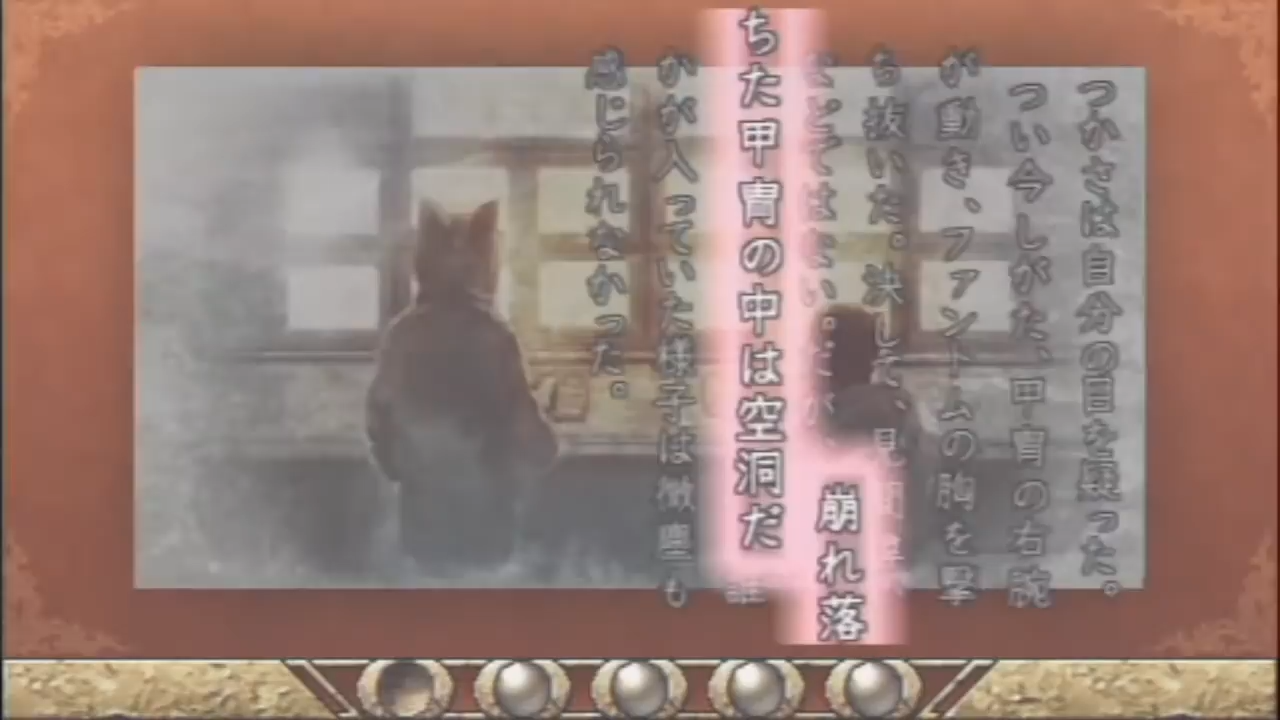 つかさは自分の目を疑った。
つい今しがた、甲冑の右腕
が動き、ファントムの胸を撃
ち抜いた。決して、見間違い
などではない。だが、崩れ落
ちた甲冑の中は空洞だ 誰
かが入っていた様子は微塵も
感じられなかった。